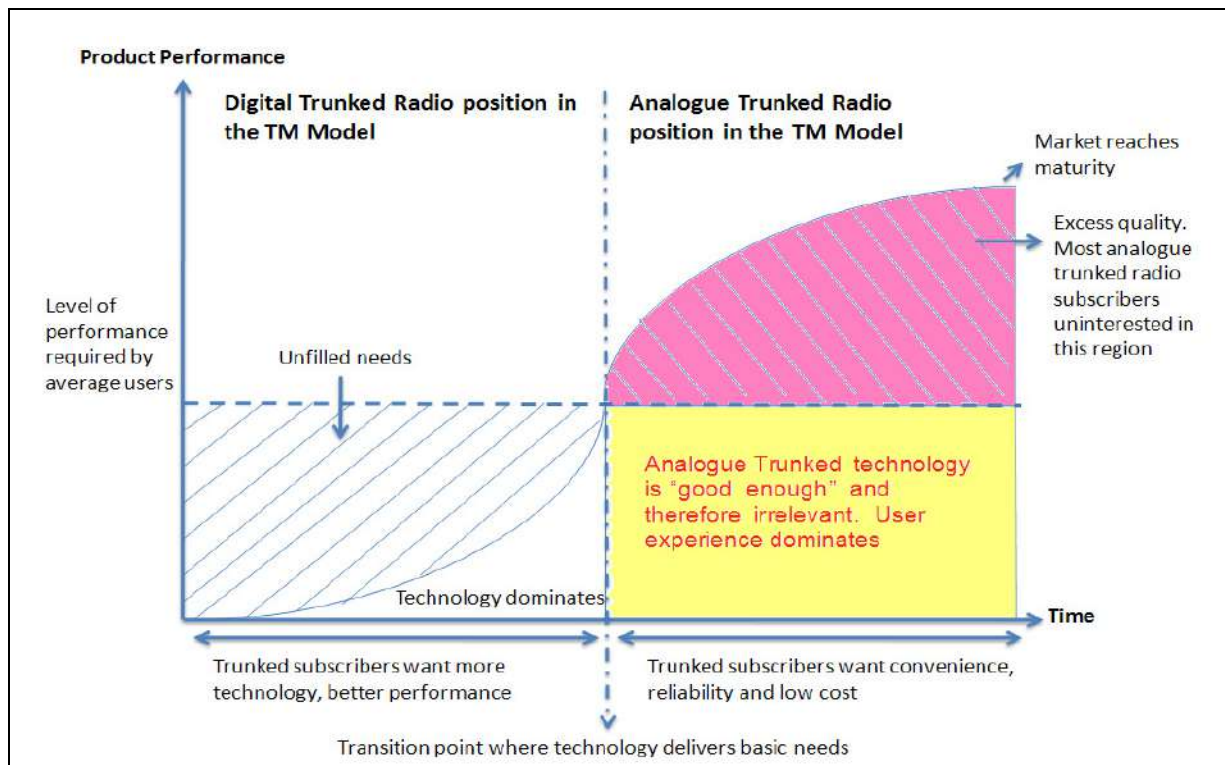 Product Performance
Digital Trunked Radio position in
the TM Model
Analogue Trunked Radio
position in the TM Model
Market reaches
maturity
Excess quality.
Most analogue
trunked radio
subscribers
uninterested in
this region
Level of
performance
required by
average users
Unfilled needs
Analogue Trunked technology
is "good enough" and
therefore irrelevant. User
experience dominates
Technology dominates
Time
Trunked subscribers want more
technology, better performance
Trunked subscribers want convenience,
reliability and low cost
Transition point where technology delivers basic needs